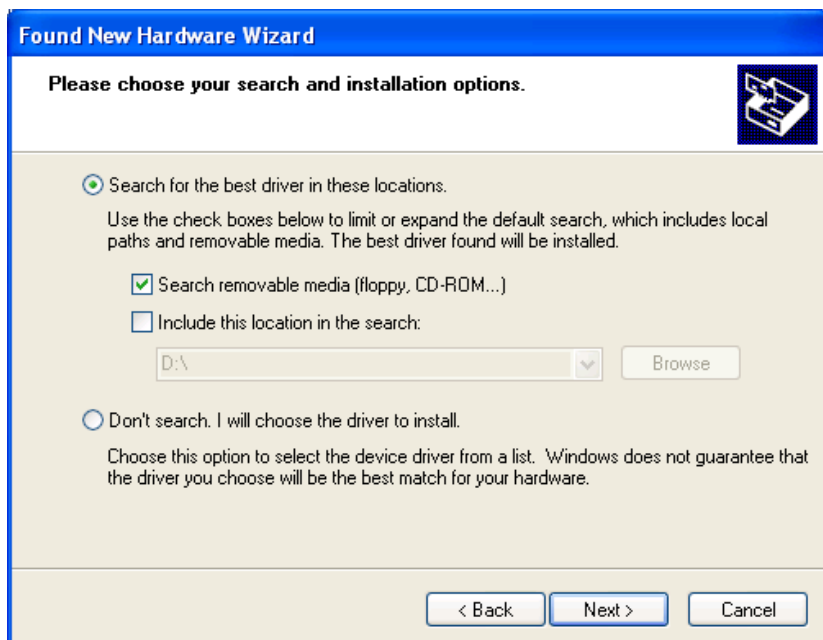 Found New Hardware Wizard
Please choose your search and installation options.
Search for the best driver in these locations.
Use the check boxes below to limit or expand the default search, which includes local
paths and removable media. The best driver found will be installed.
Search removable media (floppy, CD-ROM...)
Include this location in the search:
D:\
Browse
Don't search. I will choose the driver to install.
Choose this option to select the device driver from a list.  Windows does not guarantee that
the driver you choose will be the best match for your hardware.
< Back Next > Cancel